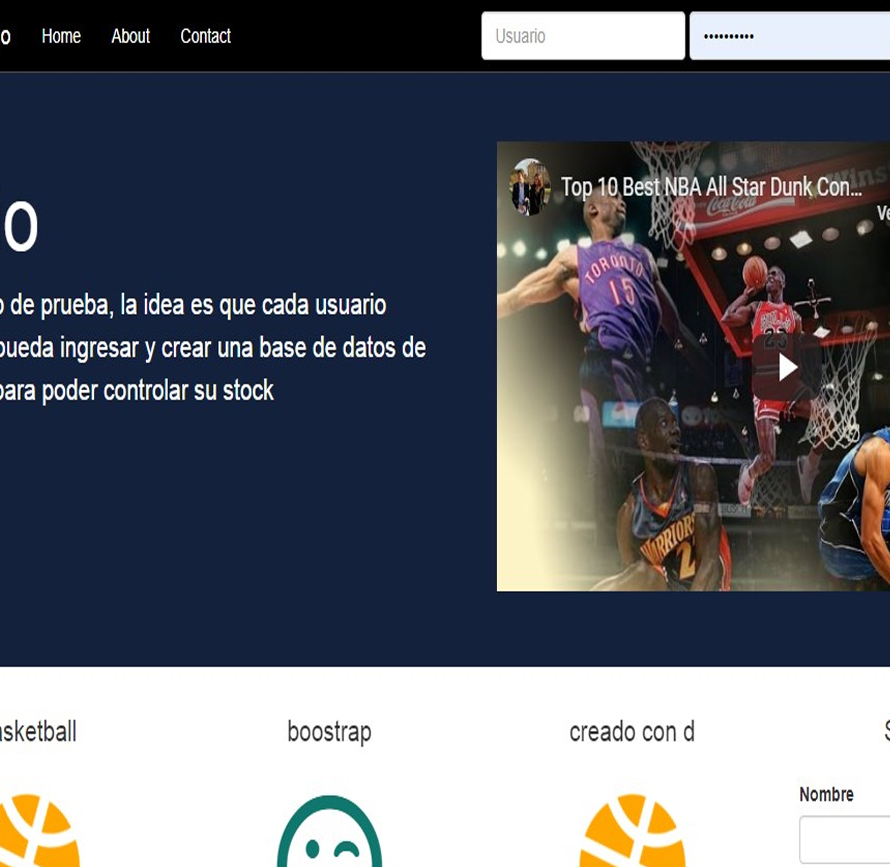 o Home About Contact Usuario ••••••••••
Top 10 Best NBA All Star Dunk Con...
Ve
o
TORONTO
15
Coca-Cola
23
WARRIORS
2
o de prueba, la idea es que cada usuario
pueda ingresar y crear una base de datos de
para poder controlar su stock
sketball boostrap creado con d S
Nombre